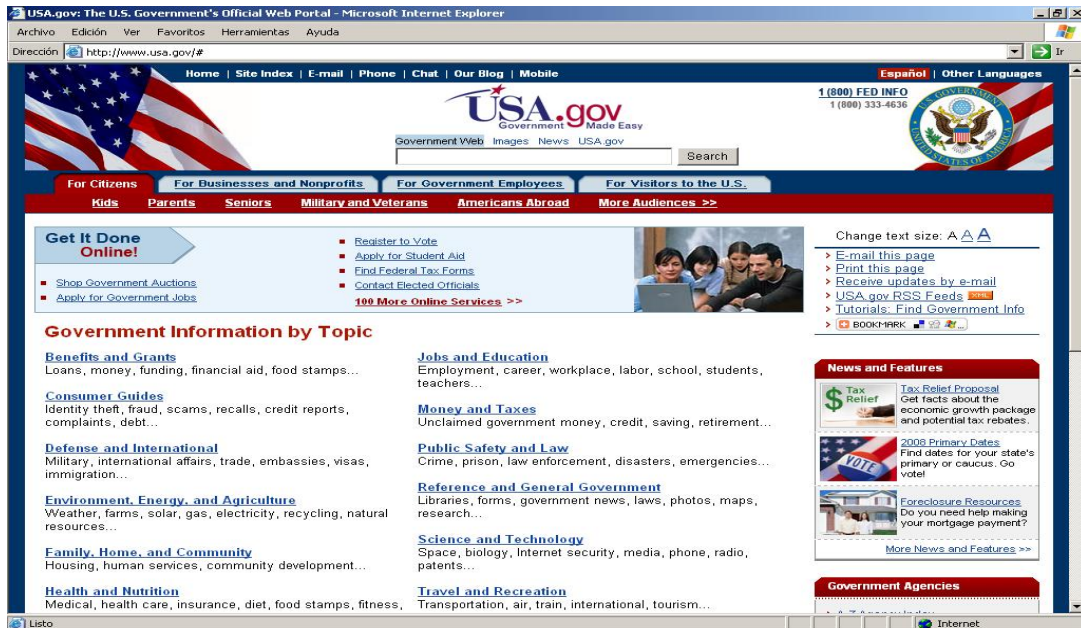 USA.gov: The U.S. Government's Official Web Portal - Microsoft Internet Explorer
Archivo Edición Ver Favoritos Herramientas Ayuda
Dirección http://www.usa.gov/# Ir
Home | Site Index | E-mail | Phone | Chat | Our Blog | Mobile
Español | Other Languages
USA.gov
Government Made Easy
1 (800) FED INFO
1 (800) 333-4636
U.S. GOVERNMENT
UNITED STATES OF AMERICA
Government Web Images News USA.gov
Search
For Citizens For Businesses and Nonprofits For Government Employees For Visitors to the U.S.
Kids Parents Seniors Military and Veterans Americans Abroad More Audiences >>
Get It Done
Online!
Shop Government Auctions
Apply for Government Jobs
Register to Vote
Apply for Student Aid
Find Federal Tax Forms
Contact Elected Officials
100 More Online Services >>
Change text size: A A A
E-mail this page
Print this page
Receive updates by e-mail
USA.gov RSS Feeds XML
Tutorials: Find Government Info
BOOKMARK
Government Information by Topic
Benefits and Grants
Loans, money, funding, financial aid, food stamps...
Consumer Guides
Identity theft, fraud, scams, recalls, credit reports,
complaints, debt...
Defense and International
Military, international affairs, trade, embassies, visas,
immigration...
Environment, Energy, and Agriculture
Weather, farms, solar, gas, electricity, recycling, natural
resources...
Family, Home, and Community
Housing, human services, community development...
Health and Nutrition
Medical, health care, insurance, diet, food stamps, fitness,
Jobs and Education
Employment, career, workplace, labor, school, students,
teachers...
Money and Taxes
Unclaimed government money, credit, saving, retirement...
Public Safety and Law
Crime, prison, law enforcement, disasters, emergencies...
Reference and General Government
Libraries, forms, government news, laws, photos, maps,
research...
Science and Technology
Space, biology, Internet security, media, phone, radio,
patents...
Travel and Recreation
Transportation, air, train, international, tourism...
News and Features
$ Tax
Relief
Tax Relief Proposal
Get facts about the
economic growth package
and potential tax rebates.
VOTE
2008 Primary Dates
Find dates for your state's
primary or caucus. Go
vote!
Foreclosure Resources
Do you need help making
your mortgage payment?
More News and Features >>
Government Agencies
A-Z Agency Index
Listo Internet